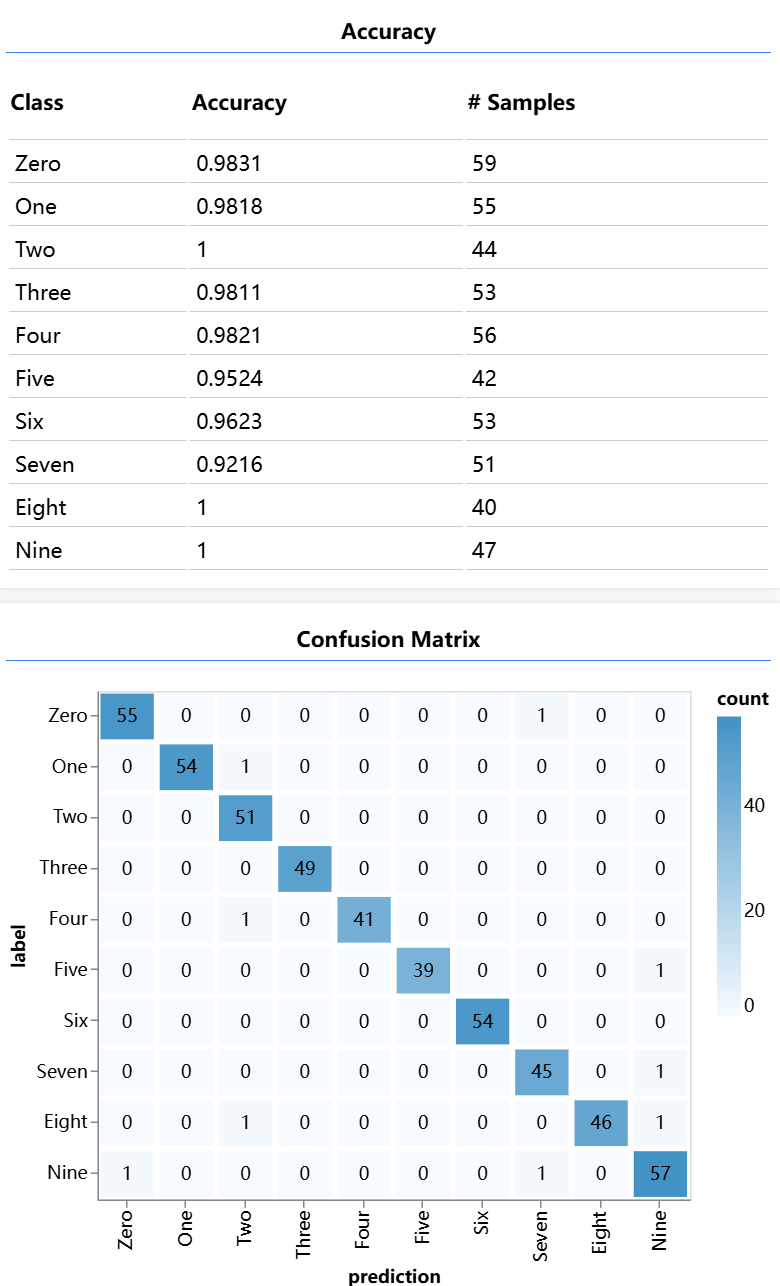 Accuracy
Class Accuracy # Samples
Zero 0.9831 59
One 0.9818 55
Two 1 44
Three 0.9811 53
Four 0.9821 56
Five 0.9524 42
Six 0.9623 53
Seven 0.9216 51
Eight 1 40
Nine 1 47
Confusion Matrix
count
Zero 55 0 0 0 0 0 0 1 0 0
One 0 54 1 0 0 0 0 0 0 0
Two 0 0 51 0 0 0 0 0 0 0
40
Three 0 0 0 49 0 0 0 0 0 0
Four 0 0 1 0 41 0 0 0 0 0
20
label
Five 0 0 0 0 0 39 0 0 0 1
0
Six 0 0 0 0 0 0 54 0 0 0
Seven 0 0 0 0 0 0 0 45 0 1
Eight 0 0 1 0 0 0 0 0 46 1
Nine 1 0 0 0 0 0 0 1 0 57
Zero One Two Three Four Five Six Seven Eight Nine
prediction